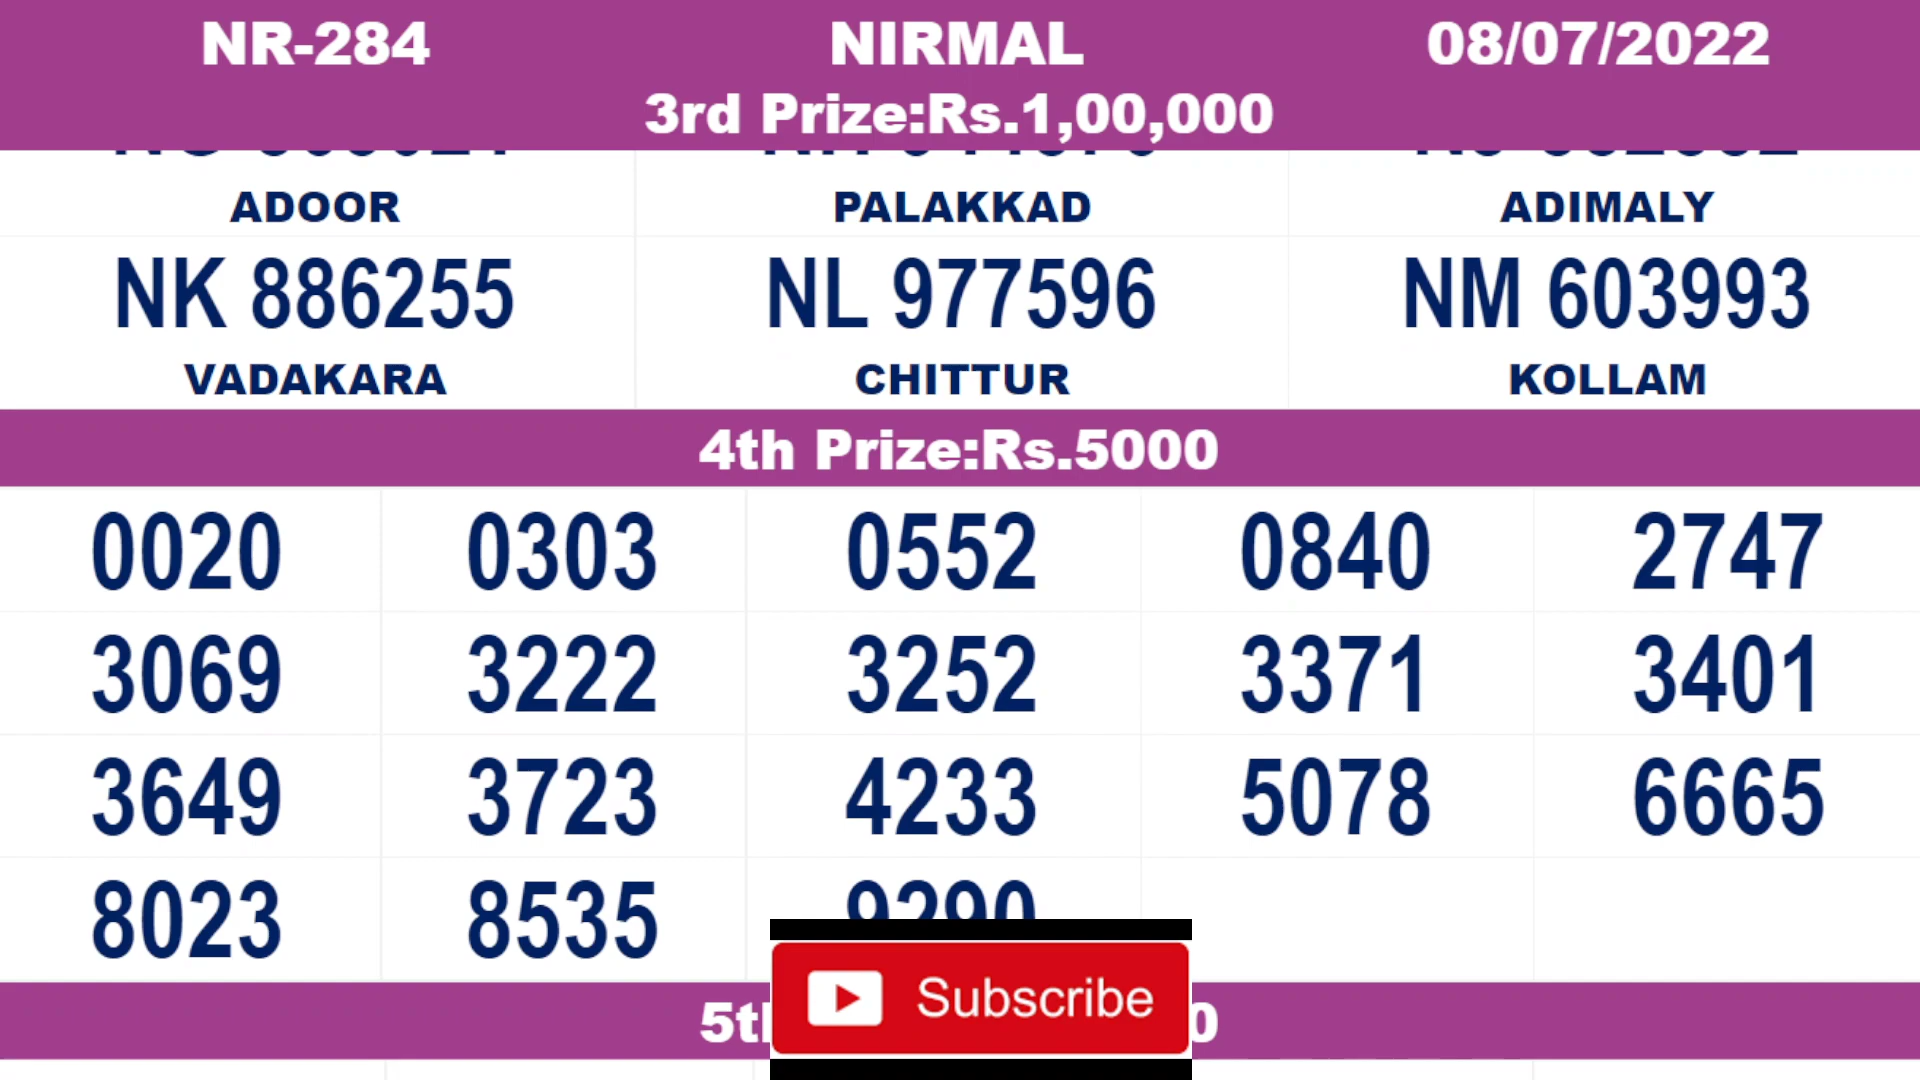 NR-284 NIRMAL 08/07/2022
3rd Prize:Rs.1,00,000
ADOOR PALAKKAD ADIMALY
NK 886255 NL 977596 NM 603993
VADAKARA CHITTUR KOLLAM
4th Prize:Rs.5000
0020 0303 0552 0840 2747
3069 3222 3252 3371 3401
3649 3723 4233 5078 6665
8023 8535 9290
Subscribe